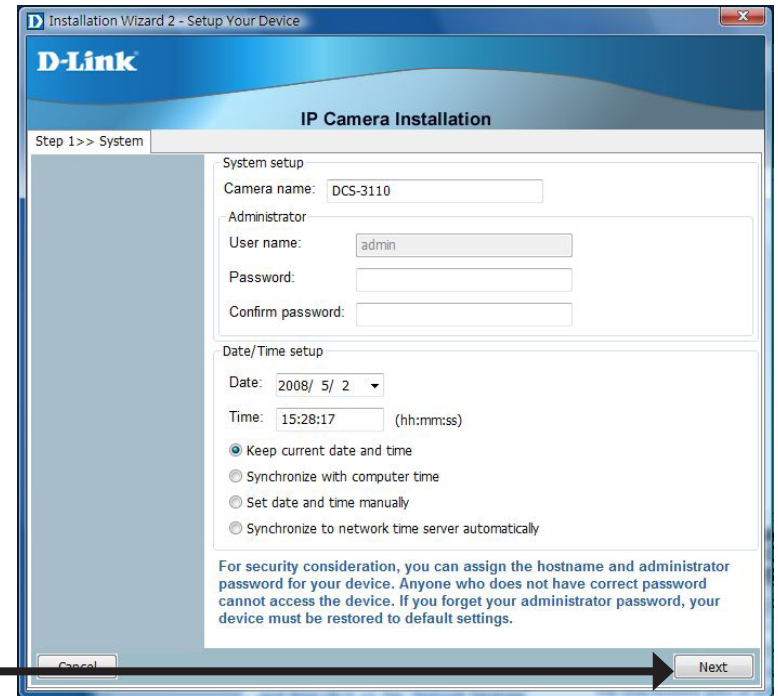 Installation Wizard 2 - Setup Your Device
D-Link
IP Camera Installation
Step 1>> System
System setup
Camera name: DCS-3110
Administrator
User name: admin
Password:
Confirm password:
Date/Time setup
Date: 2008/ 5/ 2
Time: 15:28:17 (hh:mm:ss)
Keep current date and time
Synchronize with computer time
Set date and time manually
Synchronize to network time server automatically
For security consideration, you can assign the hostname and administrator
password for your device. Anyone who does not have correct password
cannot access the device. If you forget your administrator password, your
device must be restored to default settings.
Cancel Next